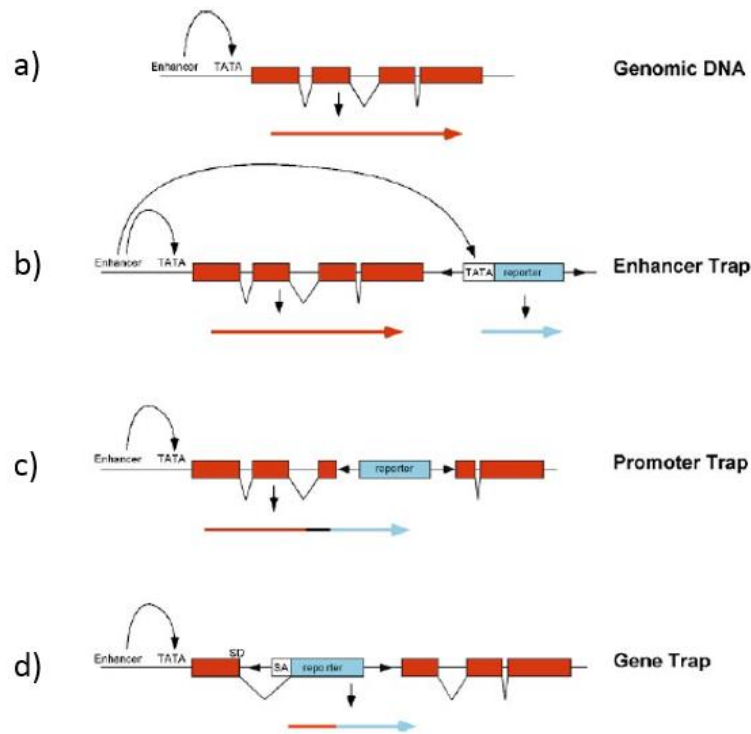 a)
Enhancer TATA
Genomic DNA
b)
Enhancer TATA
TATA reporter
Enhancer Trap
c)
Enhancer TATA
reporter
Promoter Trap
d)
Enhancer TATA
SD
SA reporter
Gene Trap